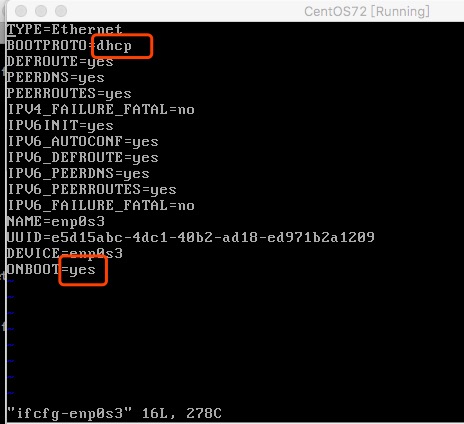 CentOS72 [Running]
TYPE=Ethernet
BOOTPROTO=dhcp
DEFROUTE=yes
PEERDNS=yes
PEERROUTES=yes
IPV4_FAILURE_FATAL=no
IPV6INIT=yes
IPV6_AUTOCONF=yes
IPV6_DEFROUTE=yes
IPV6_PEERDNS=yes
IPV6_PEERROUTES=yes
IPV6_FAILURE_FATAL=no
NAME=enp0s3
UUID=e5d15abc-4dc1-40b2-ad18-ed971b2a1209
DEVICE=enp0s3
ONBOOT=yes
~
~
~
~
~
~
~
"ifcfg-enp0s3" 16L, 278C